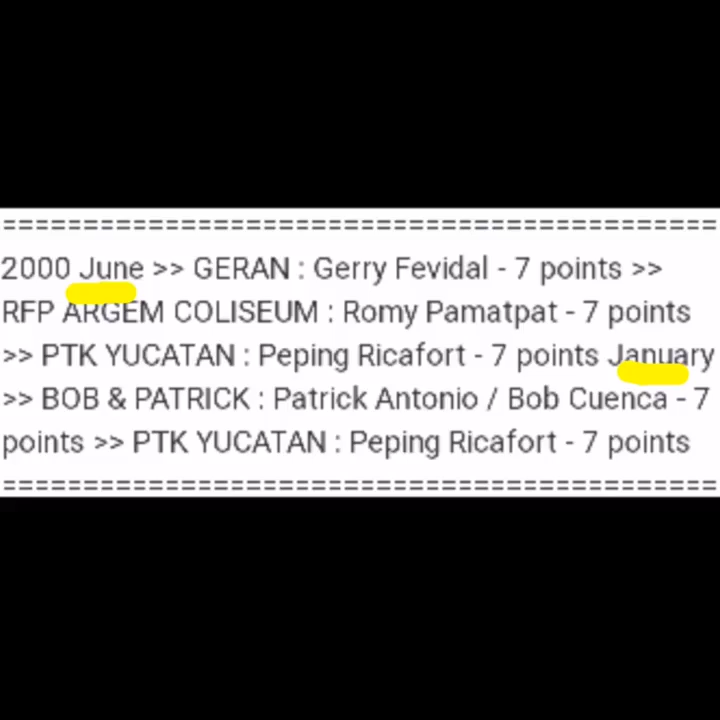 ============================================
2000 June >> GERAN : Gerry Fevidal - 7 points >>
RFP ARGEM COLISEUM : Romy Pamatpat - 7 points
>> PTK YUCATAN : Peping Ricafort - 7 points January
>> BOB & PATRICK : Patrick Antonio / Bob Cuenca - 7
points >> PTK YUCATAN : Peping Ricafort - 7 points
============================================